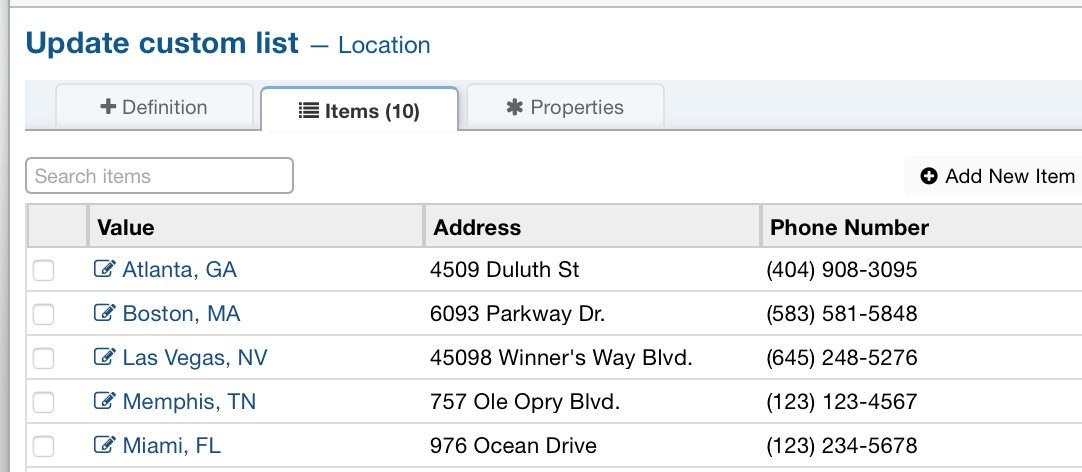 Update custom list — Location
Definition Items (10) Properties
Search items Add New Item
Value Address Phone Number
Atlanta, GA 4509 Duluth St (404) 908-3095
Boston, MA 6093 Parkway Dr. (583) 581-5848
Las Vegas, NV 45098 Winner's Way Blvd. (645) 248-5276
Memphis, TN 757 Ole Opry Blvd. (123) 123-4567
Miami, FL 976 Ocean Drive (123) 234-5678